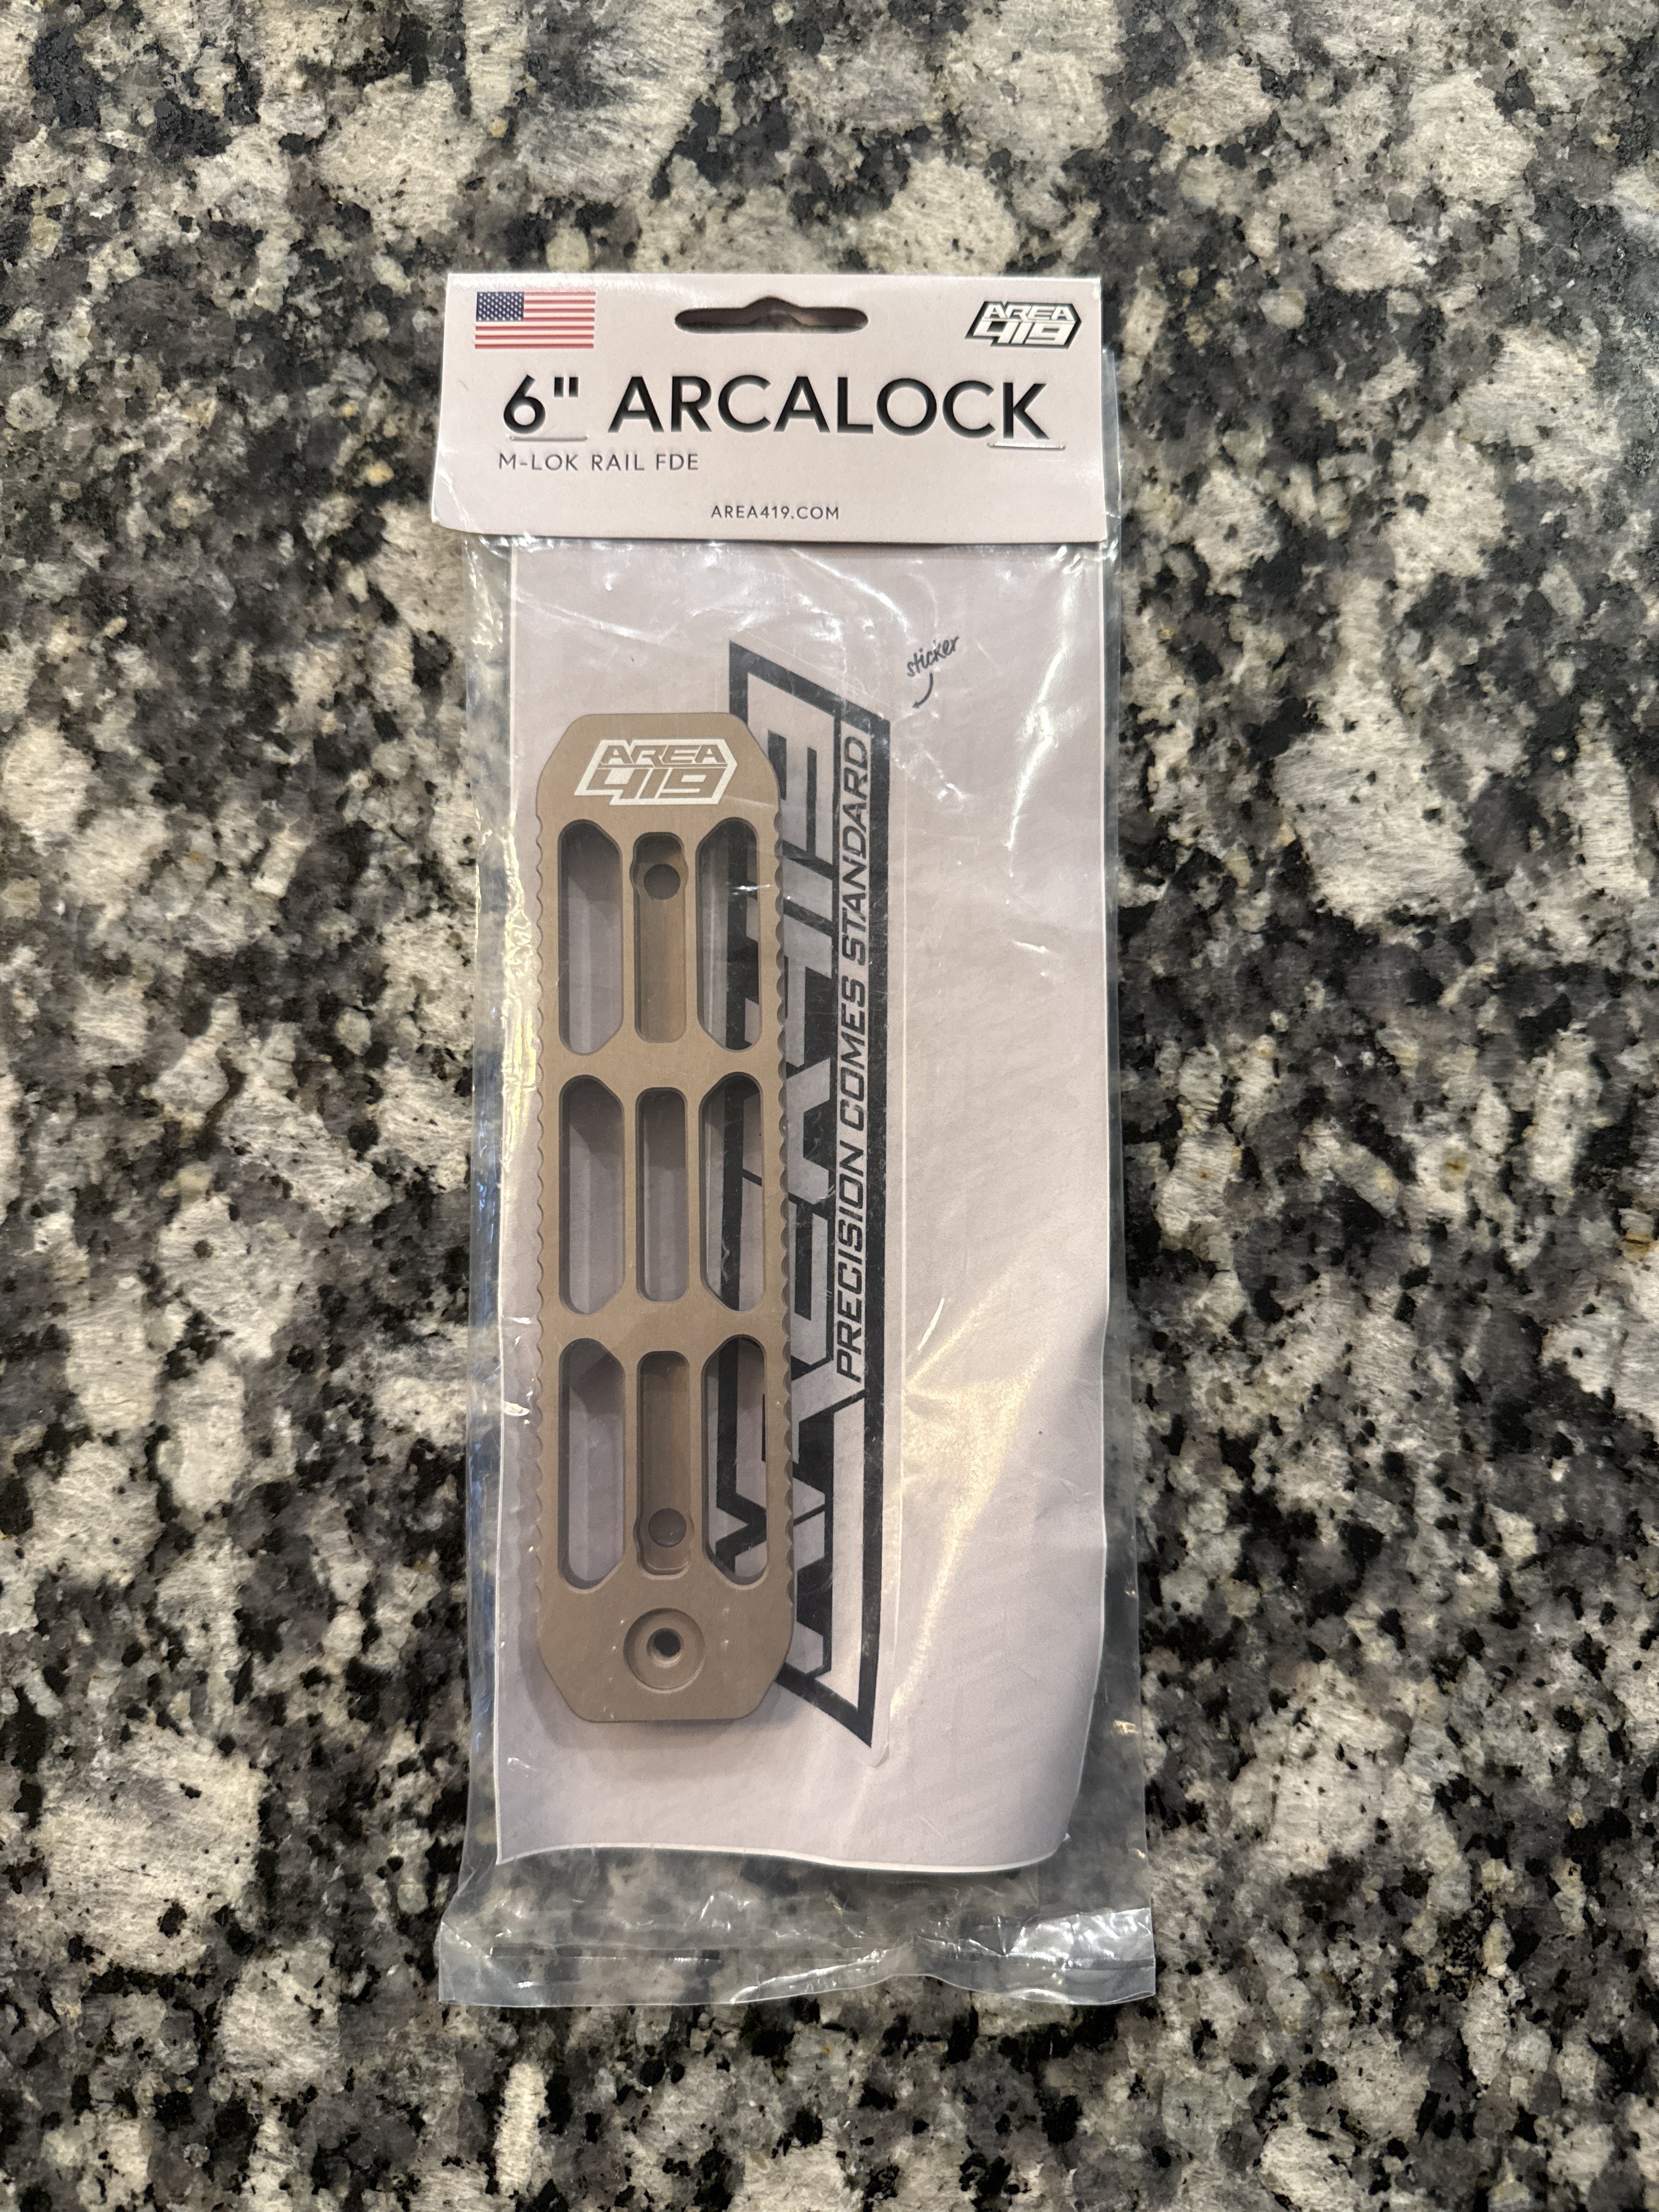 AREA
419
6" ARCALOCK
M-LOK RAIL FDE
AREA419.COM
sticker
AREA
419
PRECISION COMES STANDARD